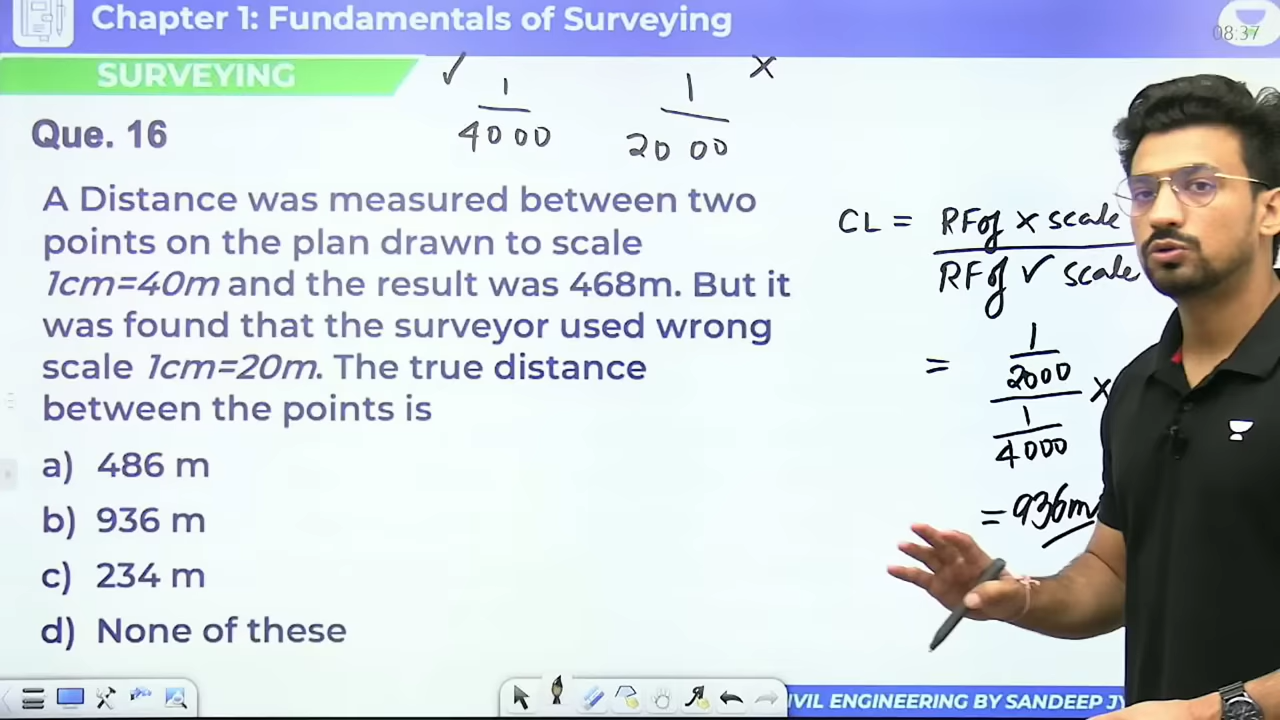 Chapter 1: Fundamentals of Surveying
08:37
SURVEYING
✓ 1/4000 1/2000 ×
Que. 16
A Distance was measured between two
points on the plan drawn to scale
1cm=40m and the result was 468m. But it
was found that the surveyor used wrong
scale 1cm=20m. The true distance
between the points is
a) 486 m
b) 936 m
c) 234 m
d) None of these
CL = RF of × scale
RF of ✓ scale
= 1/2000 ×
1/4000
= 936m
CIVIL ENGINEERING BY SANDEEP